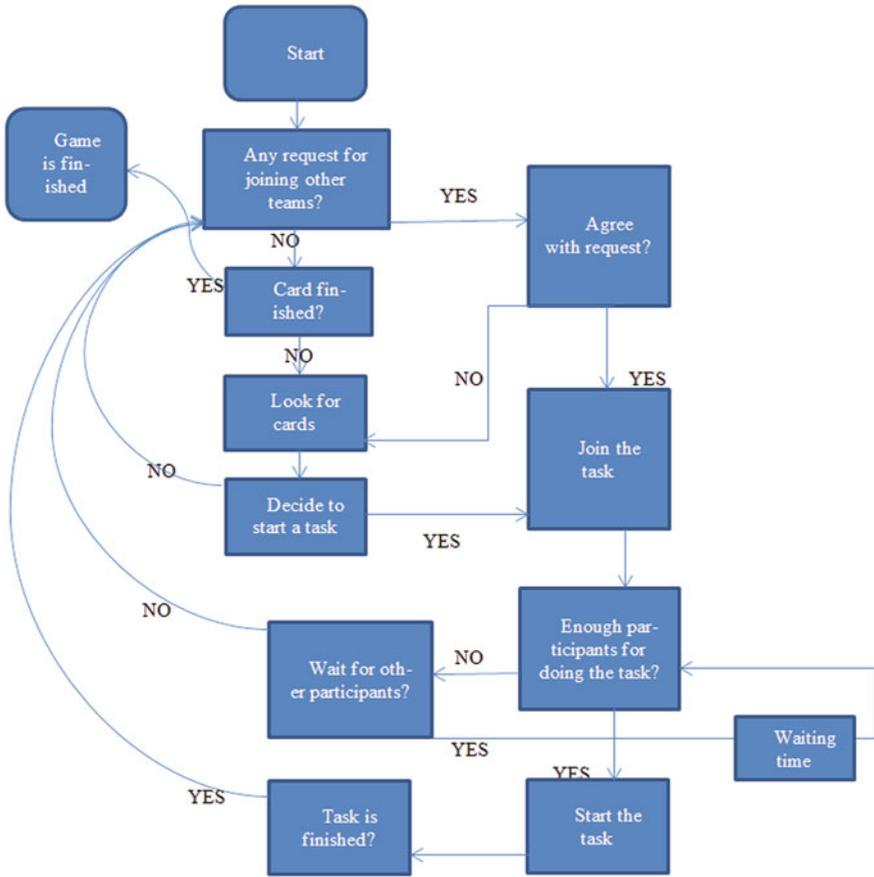 Start
Game
is fin-
ished
Any request for
joining other
teams?
YES
Agree
with request?
NO
YES
Card fin-
ished?
NO
NO
YES
Look for
cards
Join the
task
NO
Decide to
start a task
YES
NO
Enough par-
ticipants for
doing the task?
NO
Wait for oth-
er participants?
YES
Waiting
time
YES
YES
Task is
finished?
Start the
task